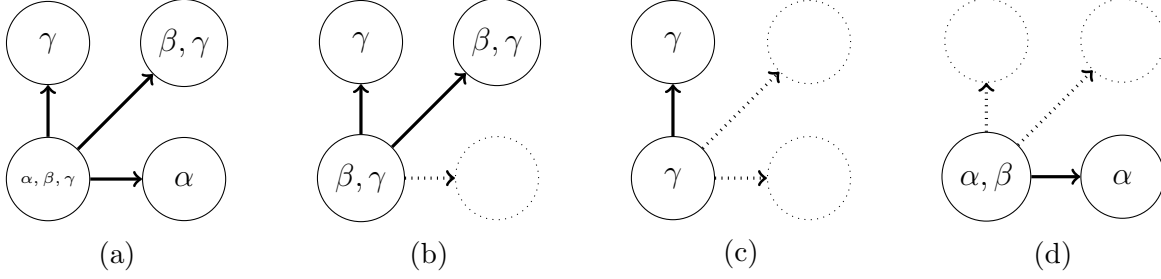 γ β, γ γ β, γ γ
α, β, γ α β, γ γ α, β α
(a) (b) (c) (d)